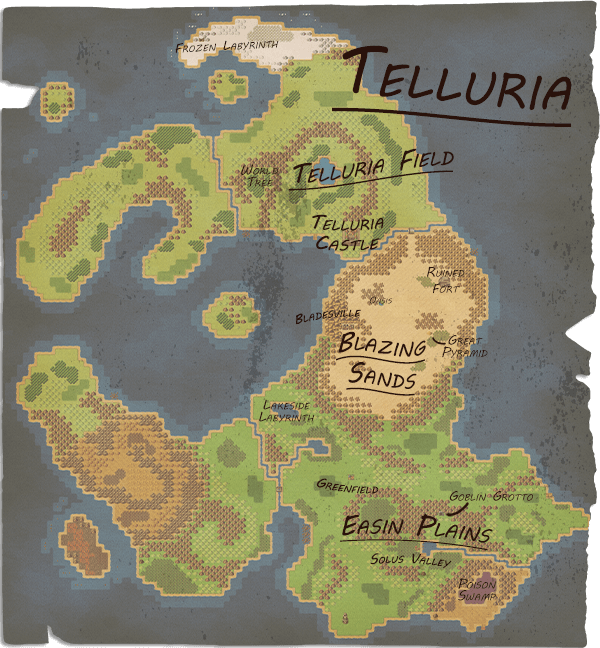 Frozen Labyrinth
Telluria
World
Tree
Telluria Field
Telluria
Castle
Ruined
Fort
Oasis
Bladesville
Great
Pyramid
Blazing
Sands
Lakeside
Labyrinth
Greenfield
Goblin Grotto
Easin Plains
Solus Valley
Poison
Swamp